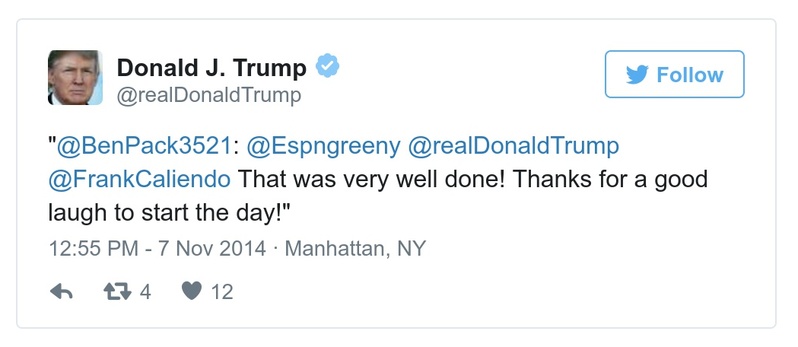 Donald J. Trump
@realDonaldTrump
Follow
"@BenPack3521: @Espngreeny @realDonaldTrump
@FrankCaliendo That was very well done! Thanks for a good
laugh to start the day!"
12:55 PM - 7 Nov 2014 · Manhattan, NY
4 12